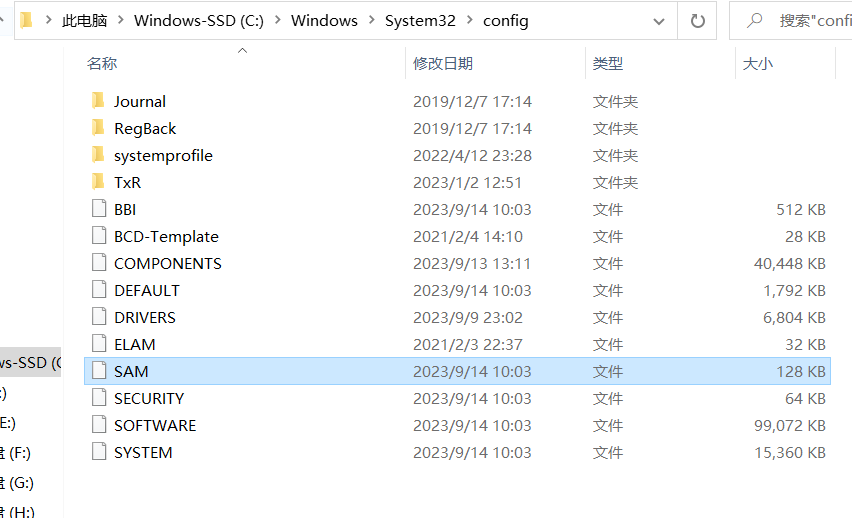 此电脑 > Windows-SSD (C:) > Windows > System32 > config
搜索"confi
名称 修改日期 类型 大小
Journal 2019/12/7 17:14 文件夹
RegBack 2019/12/7 17:14 文件夹
systemprofile 2022/4/12 23:28 文件夹
TxR 2023/1/2 12:51 文件夹
BBI 2023/9/14 10:03 文件 512 KB
BCD-Template 2021/2/4 14:10 文件 28 KB
COMPONENTS 2023/9/13 13:11 文件 40,448 KB
DEFAULT 2023/9/14 10:03 文件 1,792 KB
DRIVERS 2023/9/9 23:02 文件 6,804 KB
ELAM 2021/2/3 22:37 文件 32 KB
ws-SSD (C
SAM 2023/9/14 10:03 文件 128 KB
:)
SECURITY 2023/9/14 10:03 文件 64 KB
E:)
SOFTWARE 2023/9/14 10:03 文件 99,072 KB
盘 (F:)
SYSTEM 2023/9/14 10:03 文件 15,360 KB
盘 (G:)
盘 (H:)